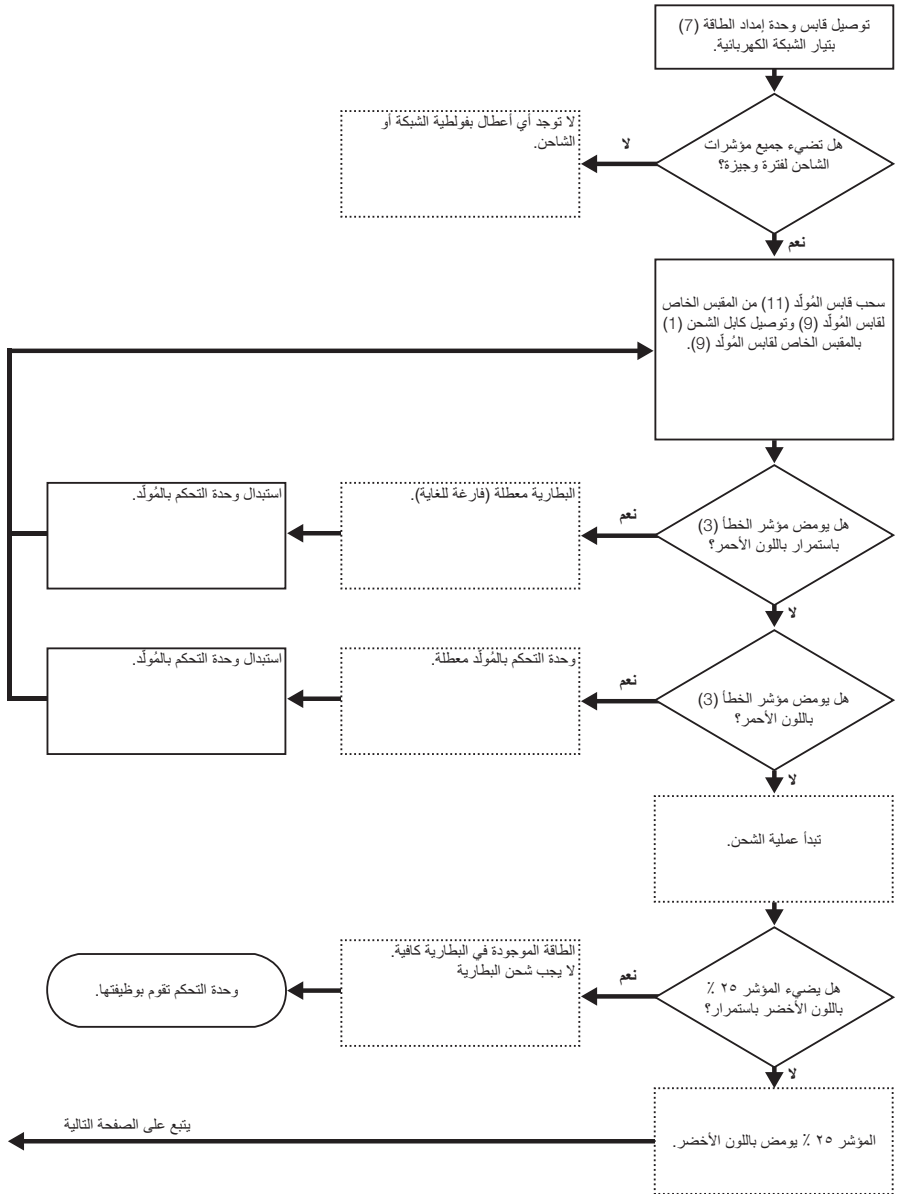 توصيل قابس وحدة إمداد الطاقة (7)
بتيار الشبكة الكهربائية.
هل تضيء جميع مؤشرات
الشاحن لفترة وجيزة؟
لا
لا توجد أي أعطال بفولطية الشبكة أو
الشاحن.
نعم
سحب قابس المُولّد (11) من المقبس الخاص
لقابس المُولّد (9) وتوصيل كابل الشحن (1)
بالمقبس الخاص لقابس المُولّد (9).
هل يومض مؤشر الخطأ (3)
باستمرار باللون الأحمر؟
نعم
البطارية معطلة (فارغة للغاية).
استبدال وحدة التحكم بالمُولّد.
لا
هل يومض مؤشر الخطأ (3)
باللون الأحمر؟
نعم
وحدة التحكم بالمُولّد معطلة.
استبدال وحدة التحكم بالمُولّد.
لا
تبدأ عملية الشحن.
هل يضيء المؤشر ٢٥ ٪
باللون الأخضر باستمرار؟
نعم
الطاقة الموجودة في البطارية كافية.
لا يجب شحن البطارية
وحدة التحكم تقوم بوظيفتها.
لا
المؤشر ٢٥ ٪ يومض باللون الأخضر.
يتبع على الصفحة التالية